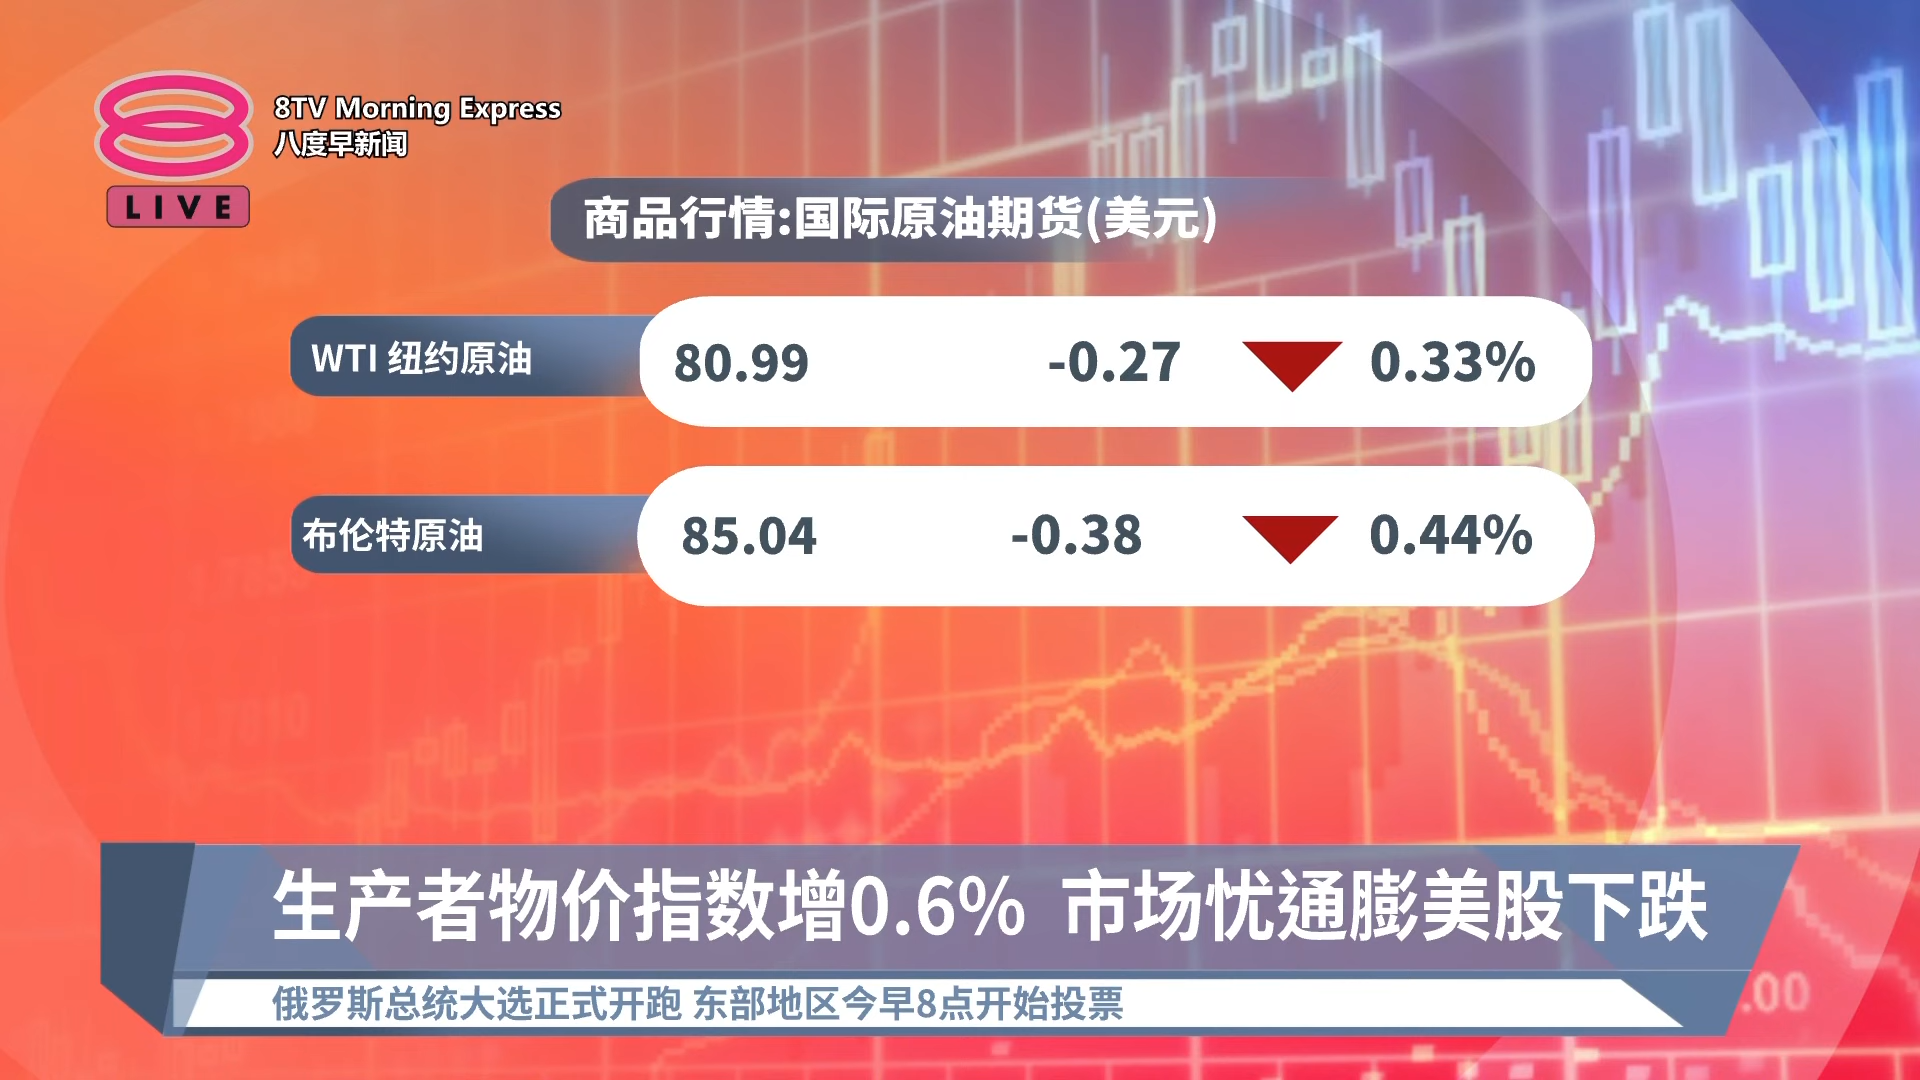 8TV Morning Express
八度早新闻
LIVE
商品行情:国际原油期货(美元)
WTI 纽约原油 80.99 -0.27 0.33%
布伦特原油 85.04 -0.38 0.44%
生产者物价指数增0.6% 市场忧通膨美股下跌
俄罗斯总统大选正式开跑 东部地区今早8点开始投票
.00